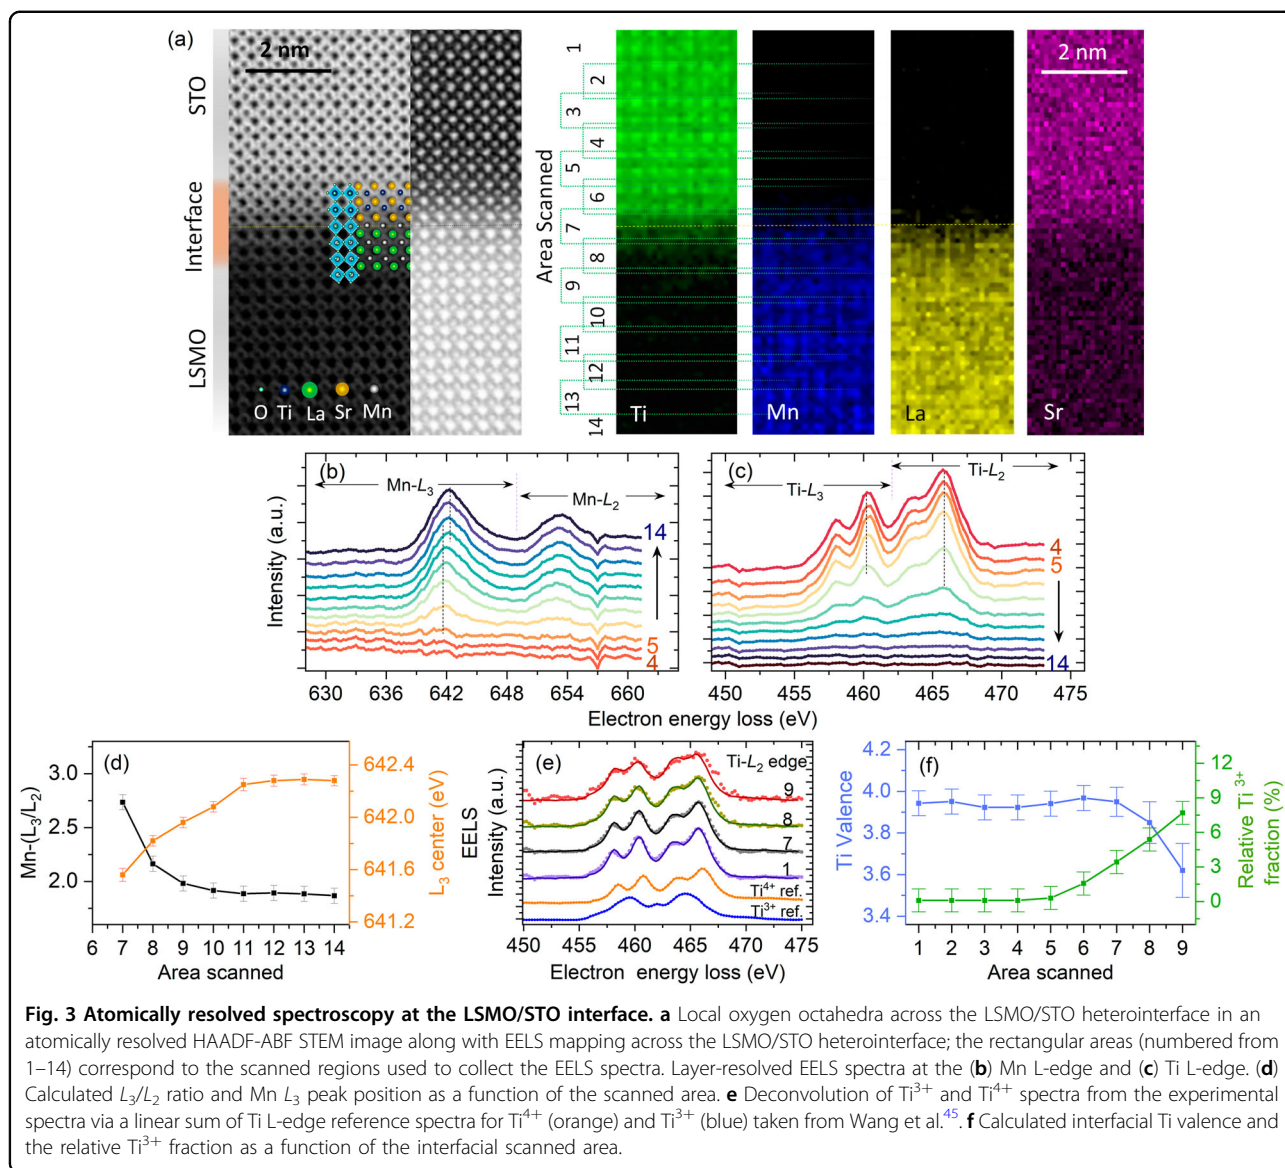 (a)
2 nm
2 nm
STO
Interface
LSMO
O Ti La Sr Mn
Area Scanned
1
2
3
4
5
6
7
8
9
10
11
12
13
14
Ti
Mn
La
Sr
(b)
Mn-L3
Mn-L2
14
5
4
Intensity (a.u.)
630 636 642 648 654 660
Electron energy loss (eV)
(c)
Ti-L2
Ti-L3
4
5
14
450 455 460 465 470 475
(d)
3.0
2.5
2.0
Mn-(L3/L2)
642.4
642.0
641.6
641.2
L3 center (eV)
6 7 8 9 10 11 12 13 14
Area scanned
(e)
Ti-L2 edge
9
8
7
1
Ti4+ ref.
Ti3+ ref.
EELS
Intensity (a.u.)
450 455 460 465 470 475
Electron energy loss (eV)
(f)
4.2
4.0
3.8
3.6
3.4
Ti Valence
12
9
6
3
0
Relative Ti 3+
fraction (%)
1 2 3 4 5 6 7 8 9
Area scanned
Fig. 3 Atomically resolved spectroscopy at the LSMO/STO interface. a Local oxygen octahedra across the LSMO/STO heterointerface in an
atomically resolved HAADF-ABF STEM image along with EELS mapping across the LSMO/STO heterointerface; the rectangular areas (numbered from
1–14) correspond to the scanned regions used to collect the EELS spectra. Layer-resolved EELS spectra at the (b) Mn L-edge and (c) Ti L-edge. (d)
Calculated L3/L2 ratio and Mn L3 peak position as a function of the scanned area. e Deconvolution of Ti3+ and Ti4+ spectra from the experimental
spectra via a linear sum of Ti L-edge reference spectra for Ti4+ (orange) and Ti3+ (blue) taken from Wang et al.45. f Calculated interfacial Ti valence and
the relative Ti3+ fraction as a function of the interfacial scanned area.